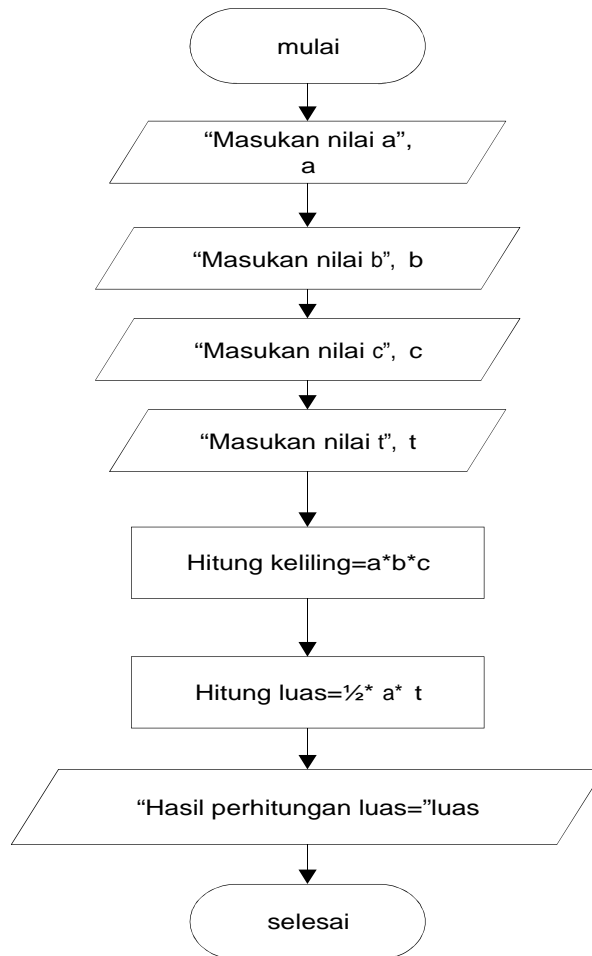 mulai
“Masukan nilai a”,
a
“Masukan nilai b”, b
“Masukan nilai c”, c
“Masukan nilai t”, t
Hitung keliling=a*b*c
Hitung luas=½* a* t
“Hasil perhitungan luas=”luas
selesai